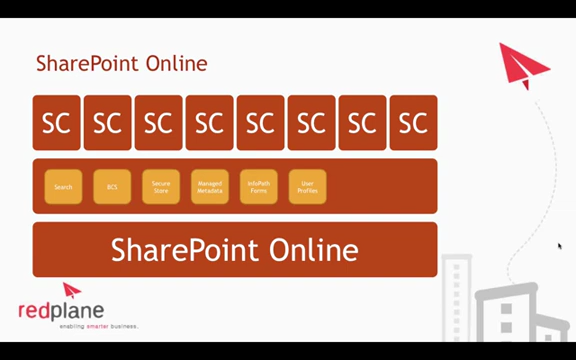 SharePoint Online
SC SC SC SC SC SC SC SC
Search
BCS
Secure
Store
Managed
Metadata
InfoPath
Forms
User
Profiles
SharePoint Online
redplane
enabling smarter business.